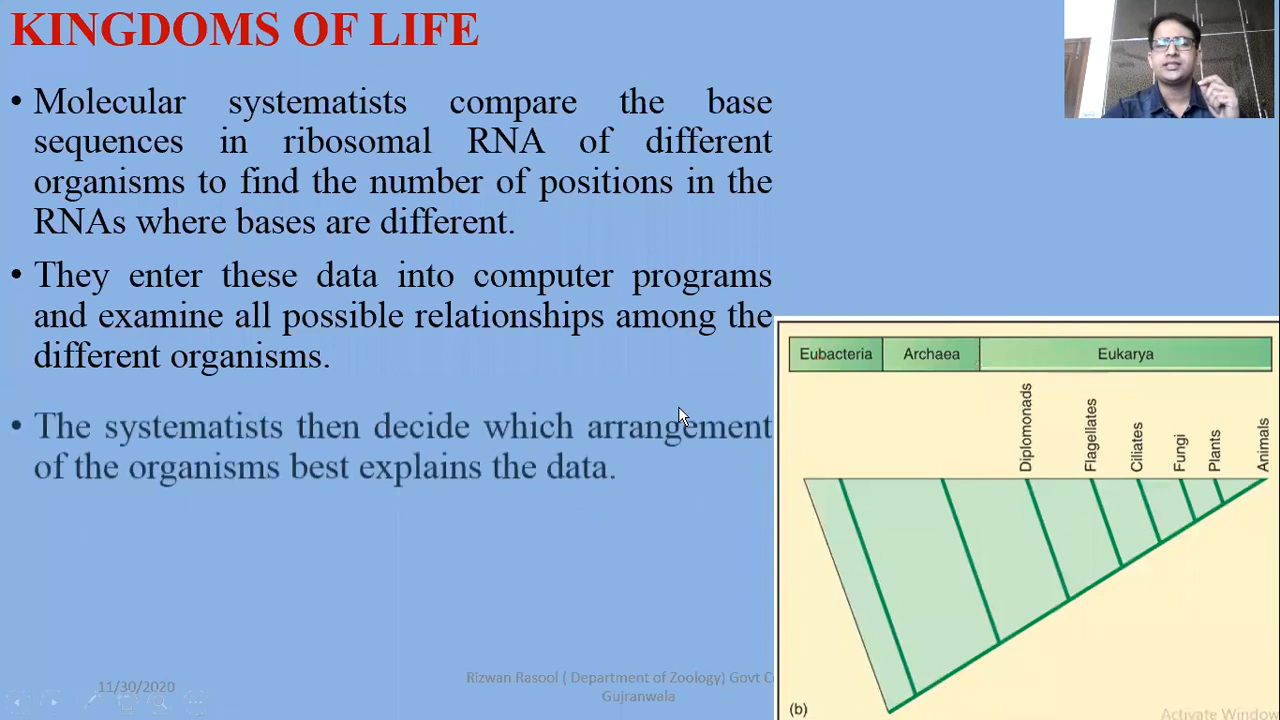 KINGDOMS OF LIFE
• Molecular systematists compare the base
sequences in ribosomal RNA of different
organisms to find the number of positions in the
RNAs where bases are different.
• They enter these data into computer programs
and examine all possible relationships among the
different organisms.
• The systematists then decide which arrangement
of the organisms best explains the data.
Eubacteria Archaea Eukarya
Diplomonads
Flagellates
Ciliates
Fungi
Plants
Animals
(b)
11/30/2020
Rizwan Rasool ( Department of Zoology) Govt
Gujranwala
Activate Window